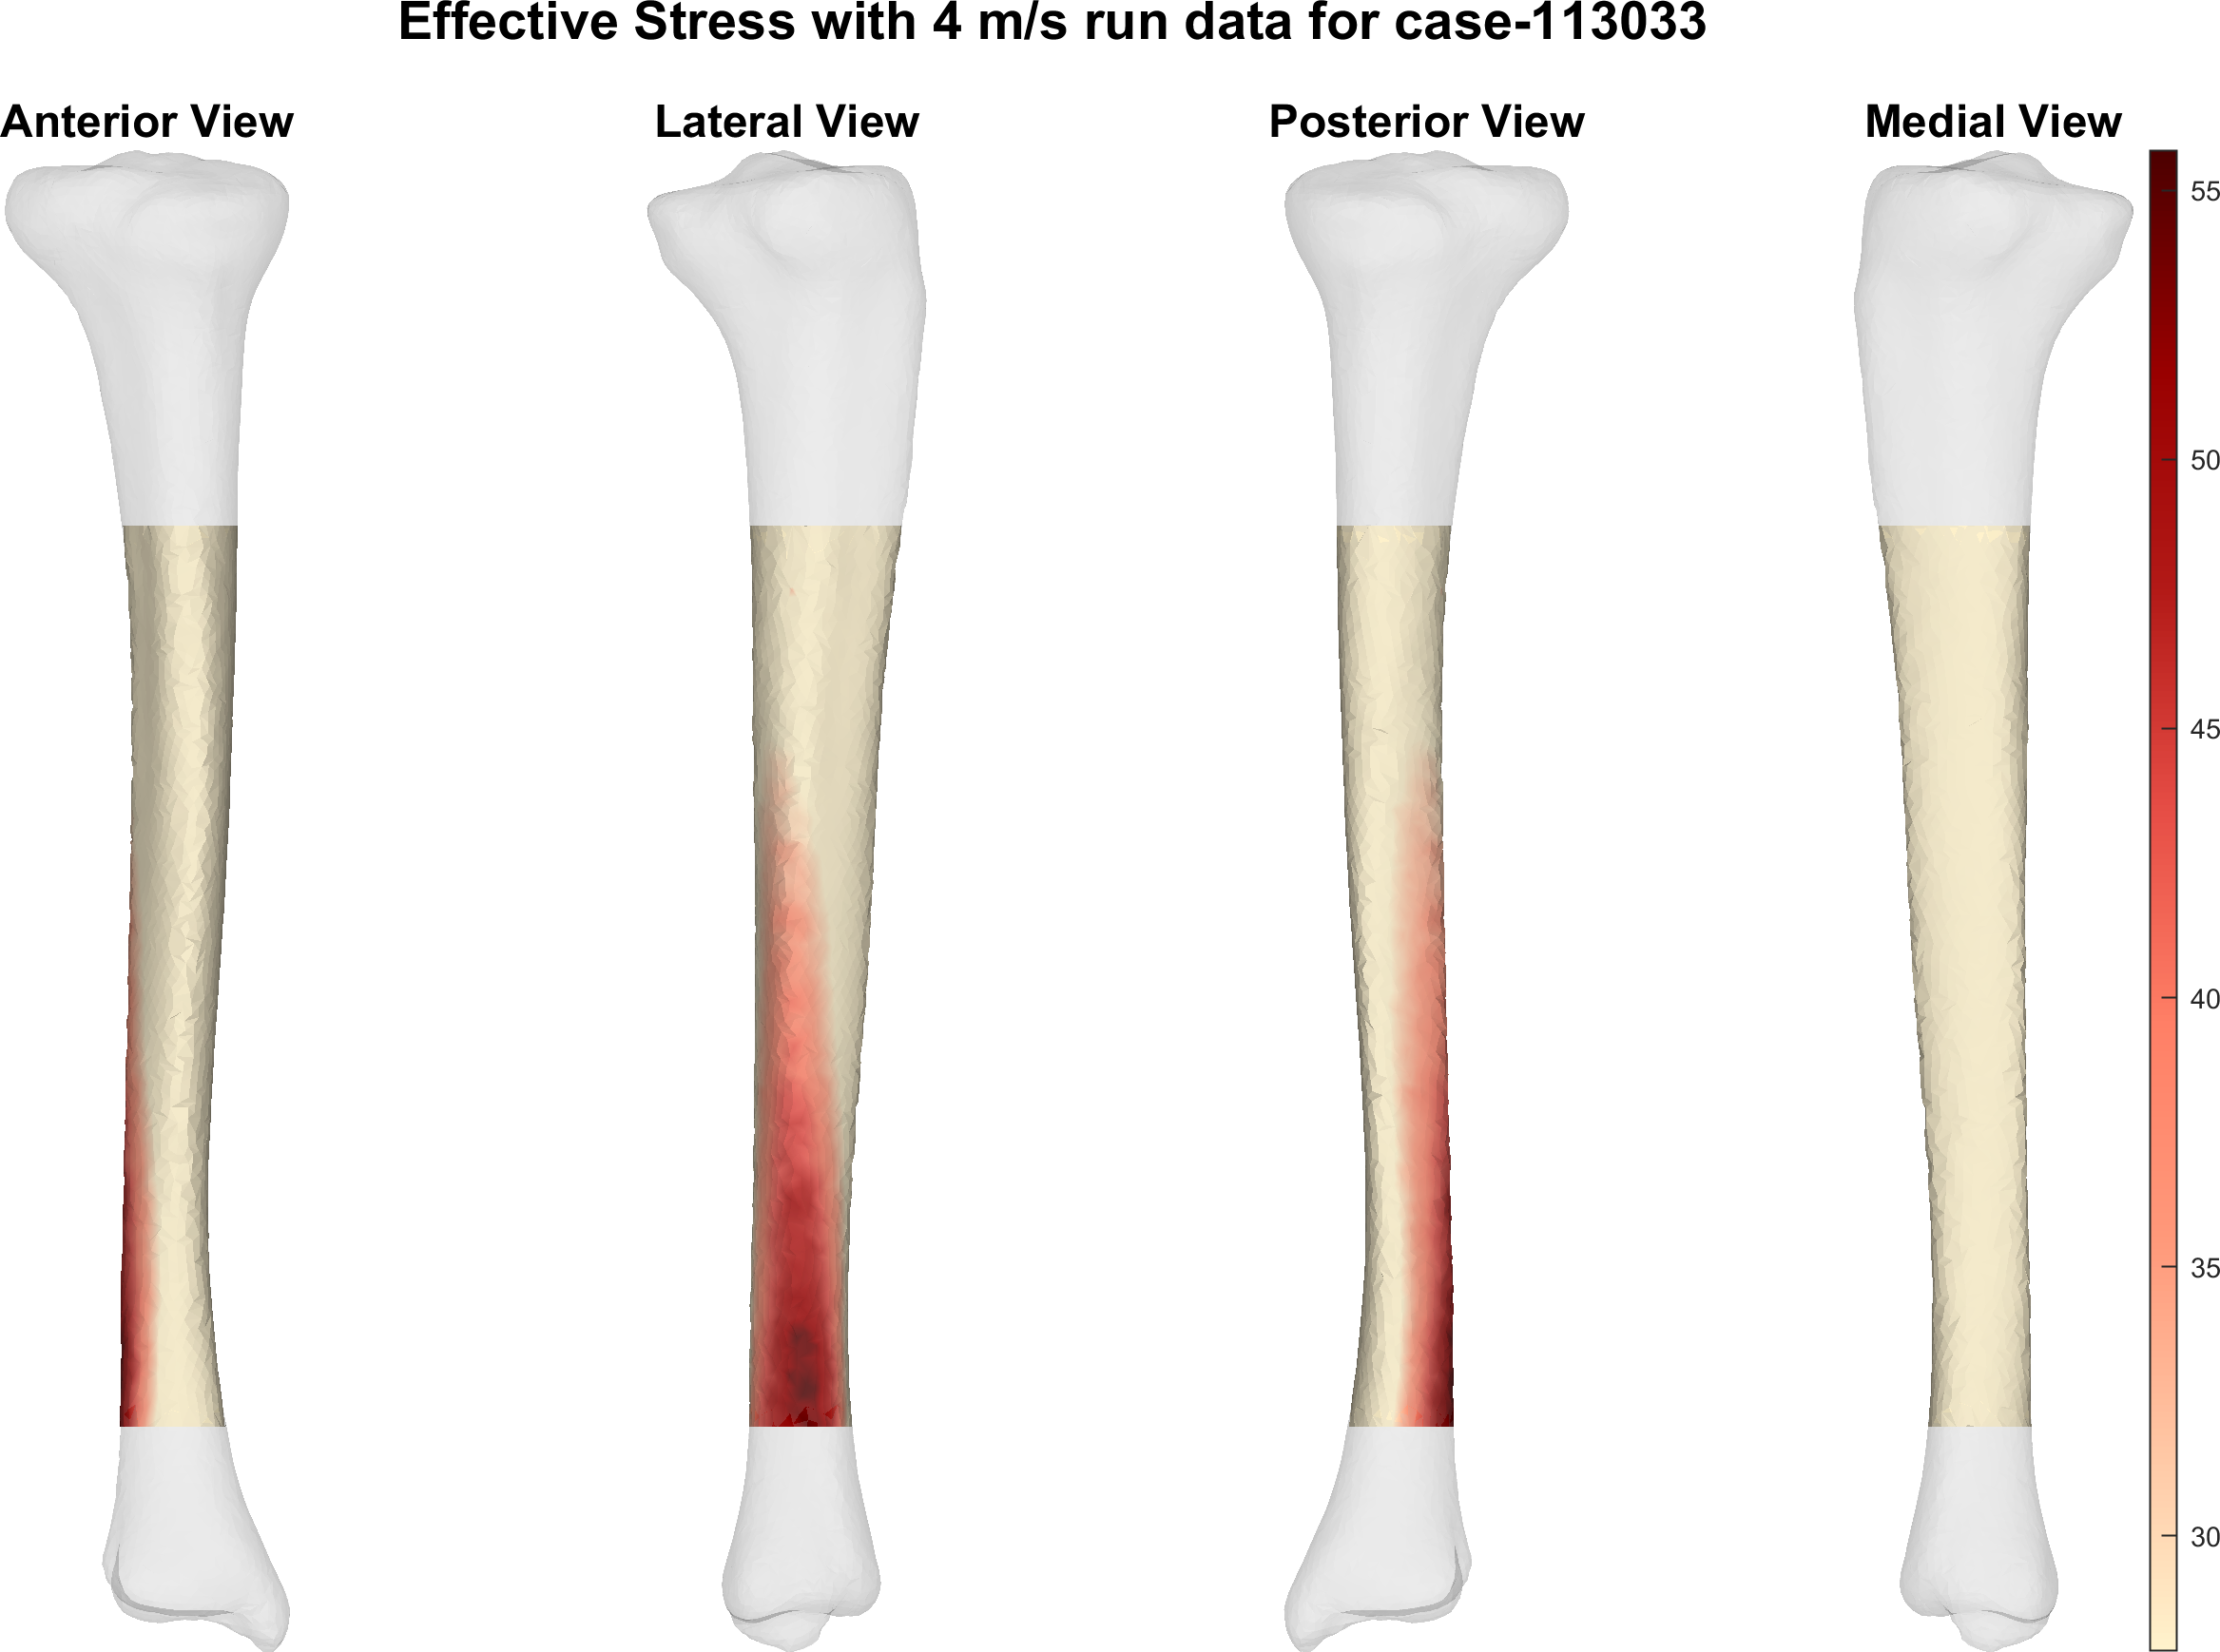 Effective Stress with 4 m/s run data for case-113033
Anterior View
Lateral View
Posterior View
Medial View
55
50
45
40
35
30